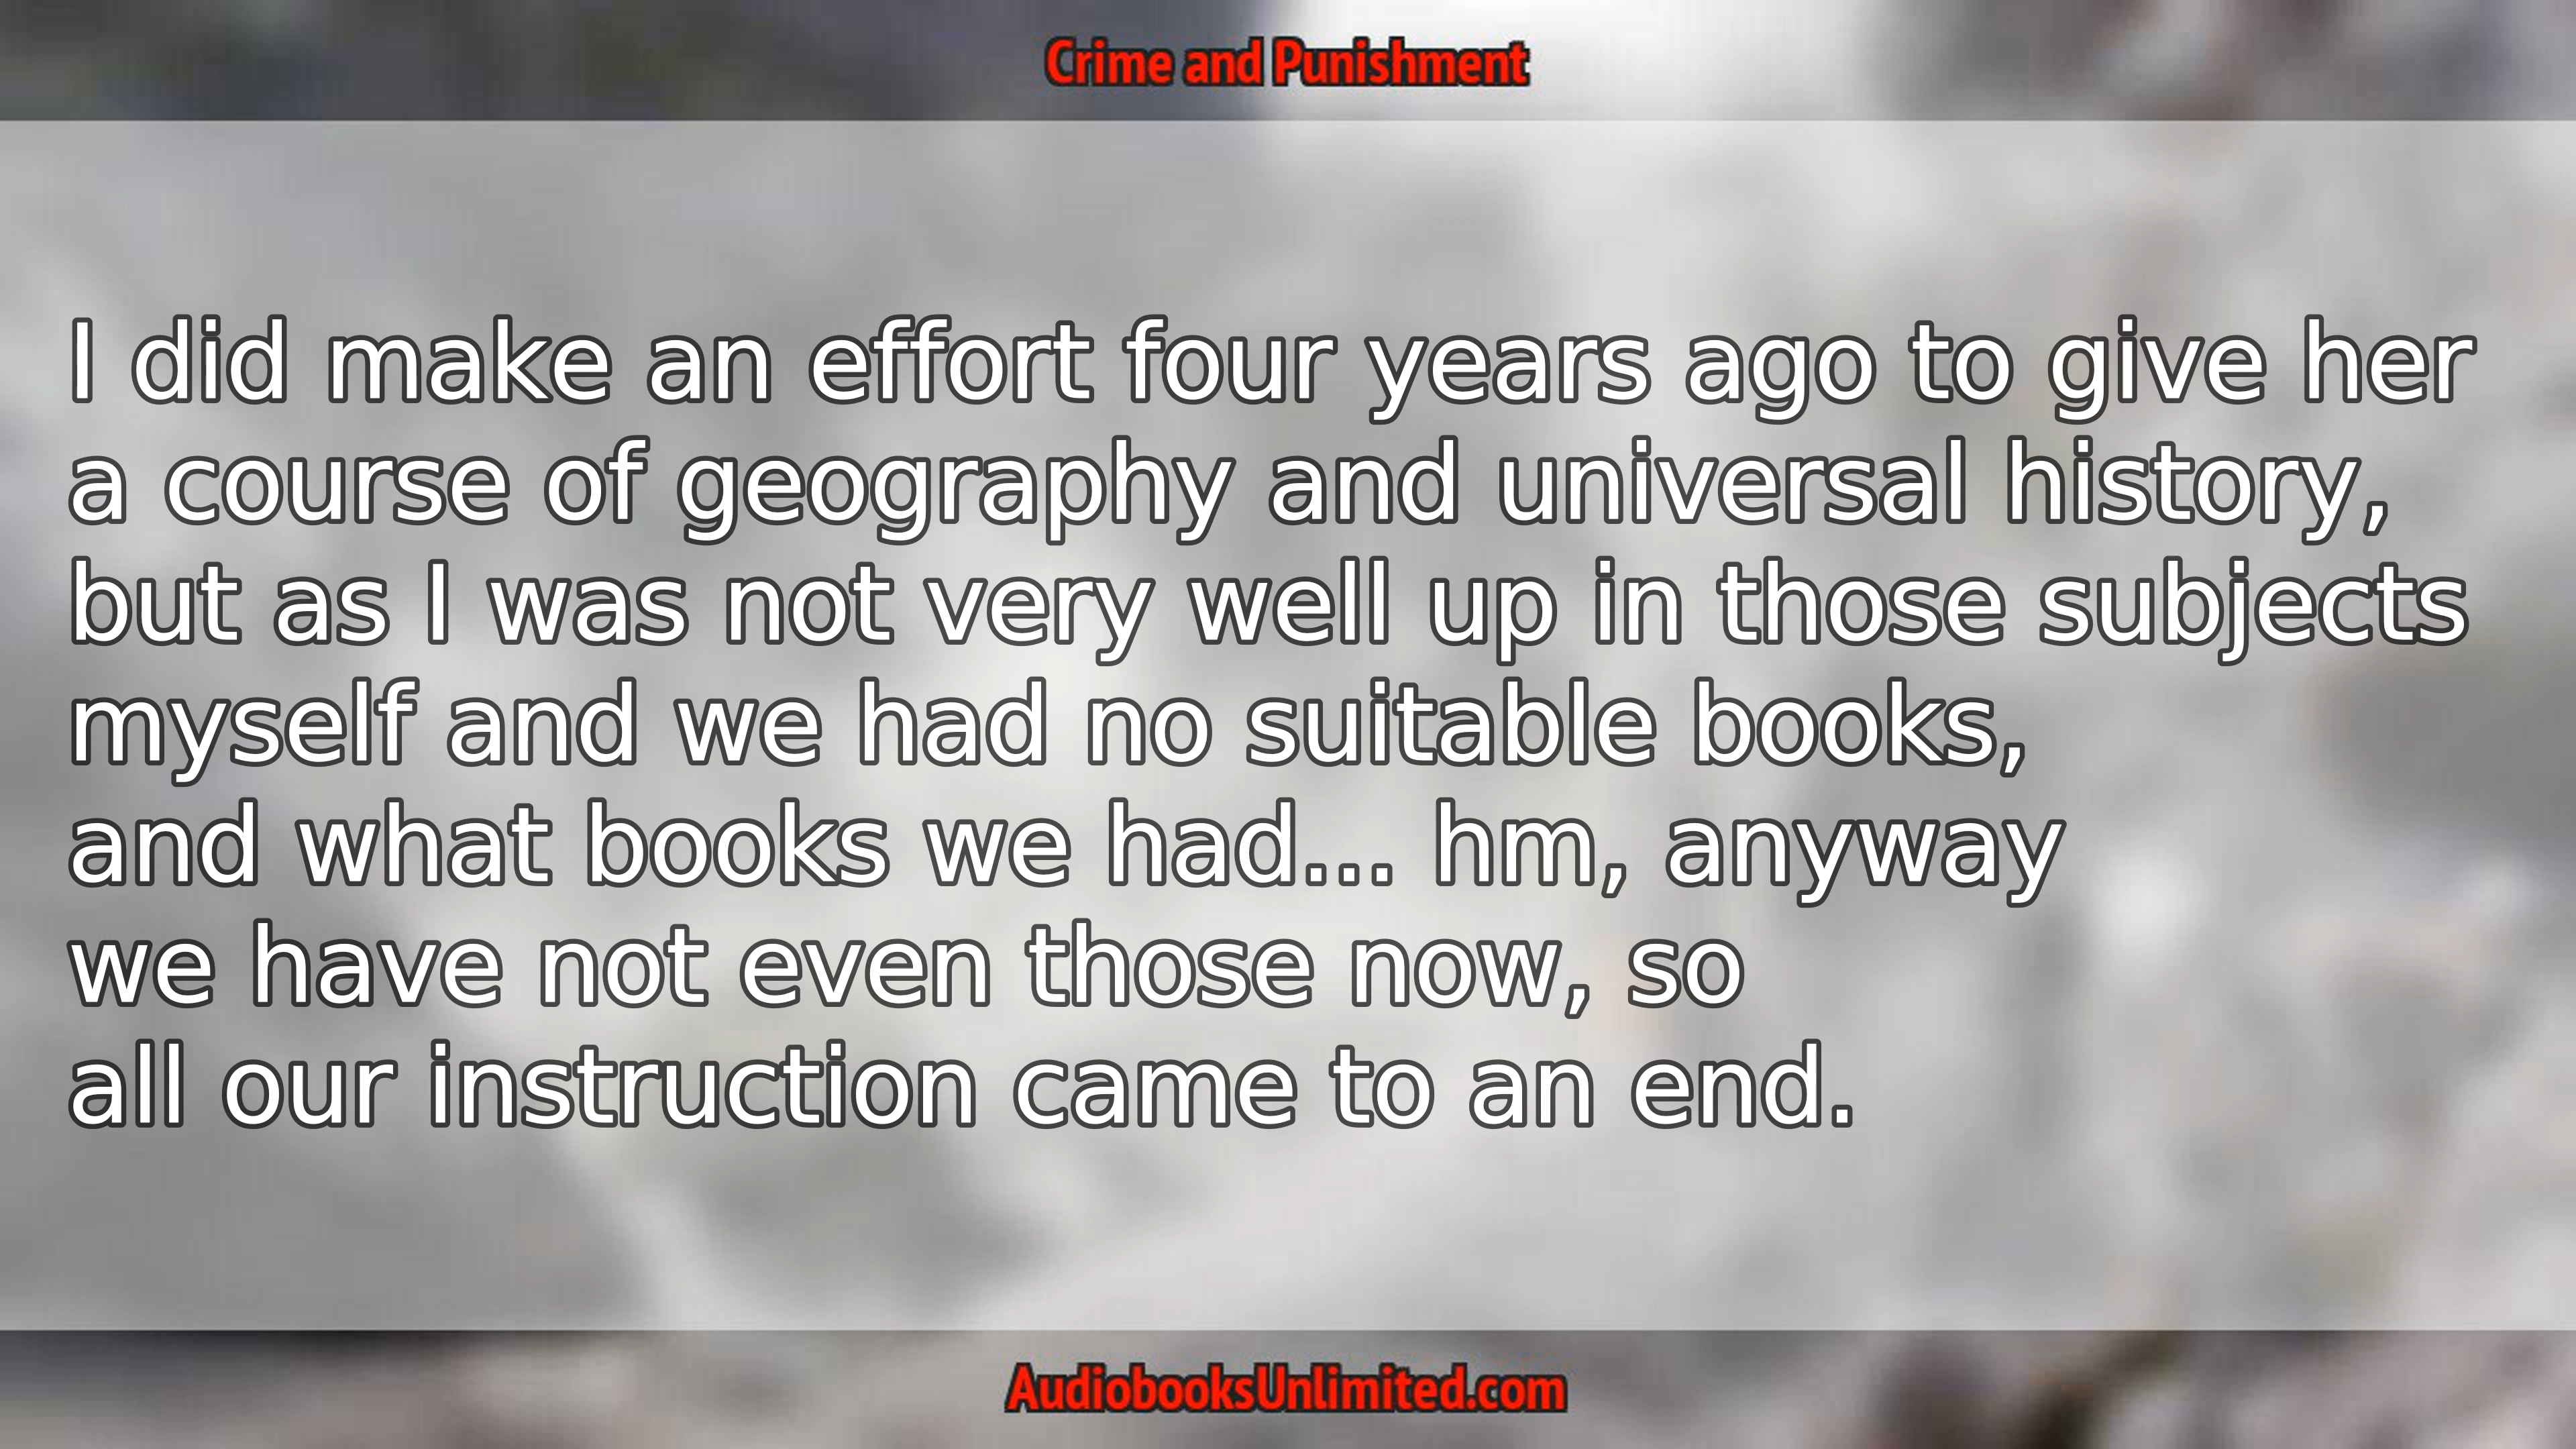 Crime and Punishment
I did make an effort four years ago to give her
a course of geography and universal history,
but as I was not very well up in those subjects
myself and we had no suitable books,
and what books we had... hm, anyway
we have not even those now, so
all our instruction came to an end.
AudiobooksUnlimited.com